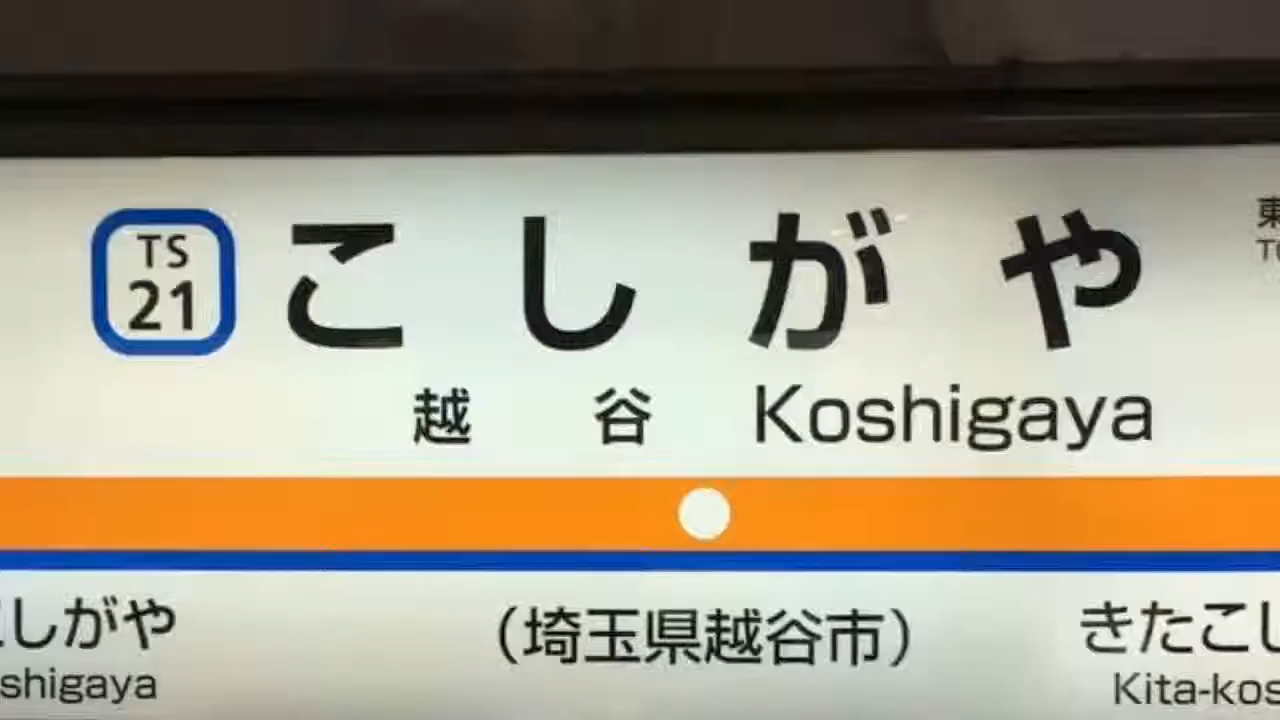 TS
21
こしがや
越谷 Koshigaya
しがや
(埼玉県越谷市)
きたこし
shigaya
Kita-kos
東